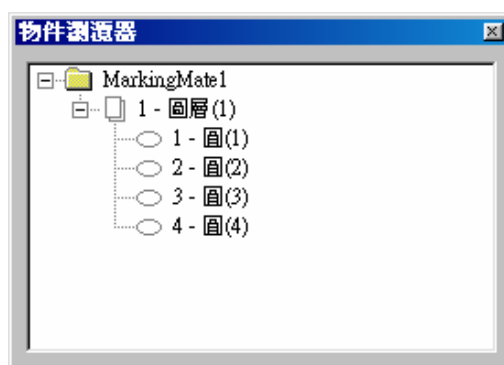 物件瀏覽器
MarkingMate1
1 - 圖層(1)
1 - 圓(1)
2 - 圓(2)
3 - 圓(3)
4 - 圓(4)